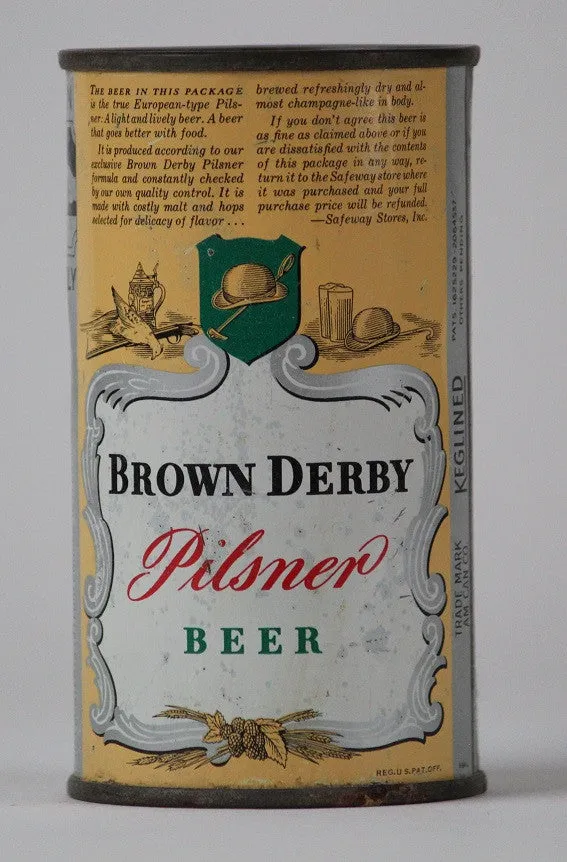 THE BEER IN THIS PACKAGE
is the true European-type Pils-
ner: A light and lively beer. A beer
that goes better with food.
It is produced according to our
exclusive Brown Derby Pilsner
formula and constantly checked
by our own quality control. It is
made with costly malt and hops
selected for delicacy of flavor . . .
brewed refreshingly dry and al-
most champagne-like in body.
If you don't agree this beer is
as fine as claimed above or if you
are dissatisfied with the contents
of this package in any way, re-
turn it to the Safeway store where
it was purchased and your full
purchase price will be refunded.
—Safeway Stores, Inc.
BROWN DERBY
Pilsner
BEER
REG. U.S. PAT. OFF.
KEGLINED
TRADE MARK
AM. CAN CO.
PATS. 1625229-2064537
OTHERS PENDING